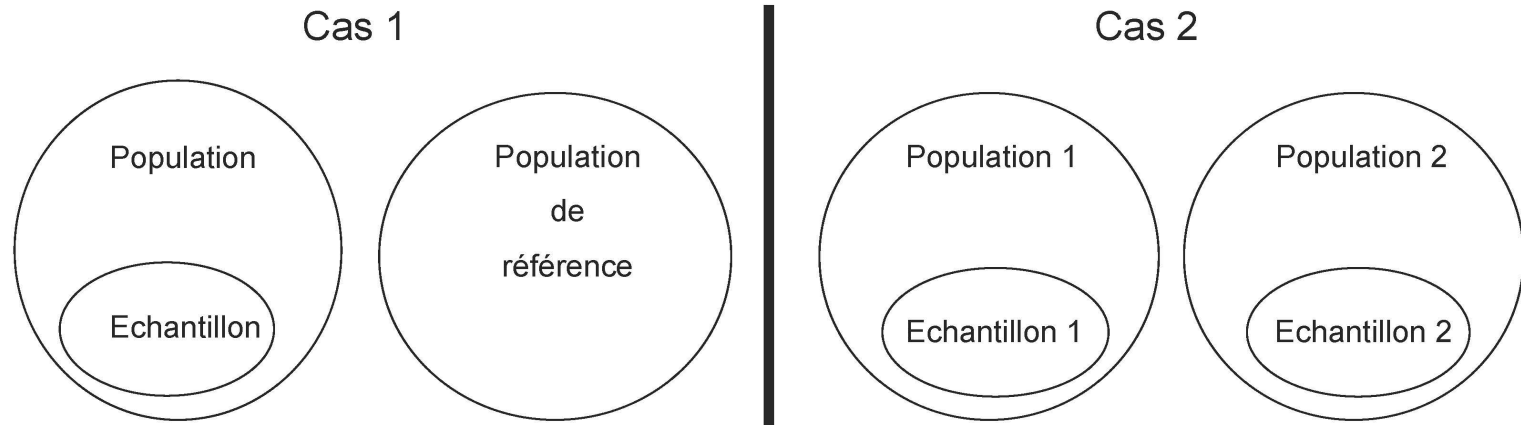 Cas 1
Population
Echantillon
Population
de
référence
Cas 2
Population 1
Echantillon 1
Population 2
Echantillon 2